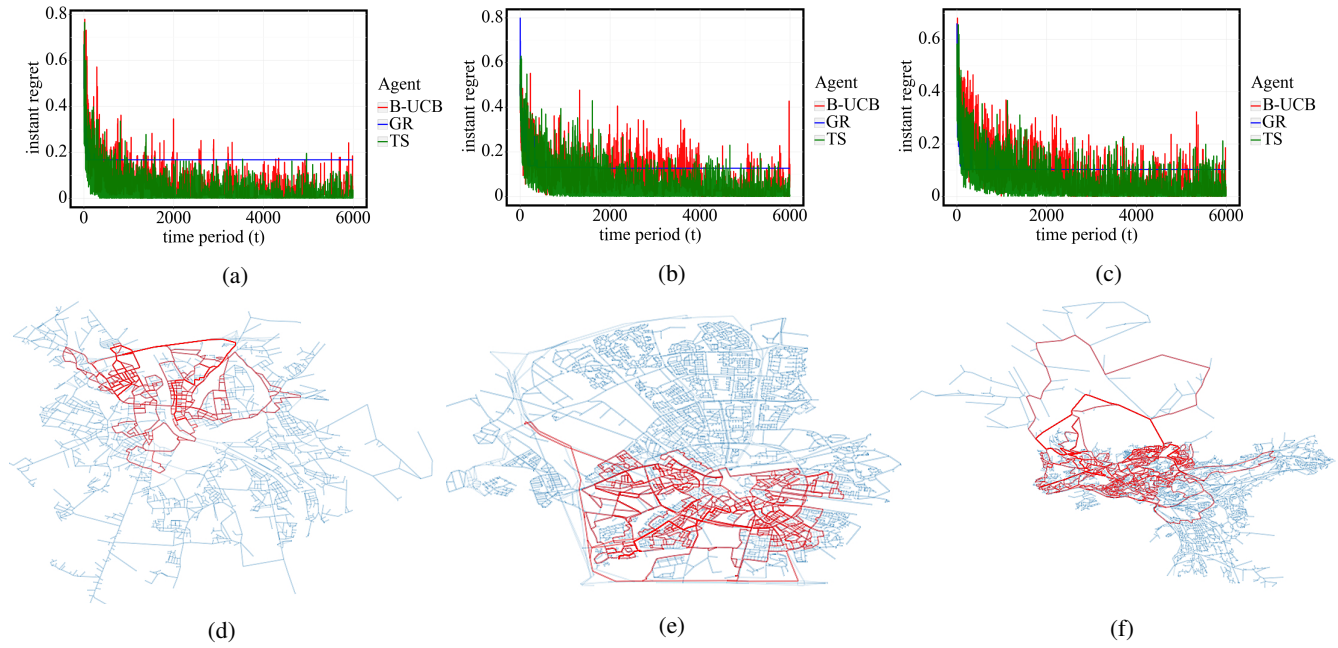 0.8
0.6
0.4
0.2
0
instant regret
0
2000
4000
6000
time period (t)
Agent
B-UCB
GR
TS
(a)
0.8
0.6
0.4
0.2
0
instant regret
0
2000
4000
6000
time period (t)
Agent
B-UCB
GR
TS
(b)
0.6
0.4
0.2
0
instant regret
0
2000
4000
6000
time period (t)
Agent
B-UCB
GR
TS
(c)
(d)
(e)
(f)